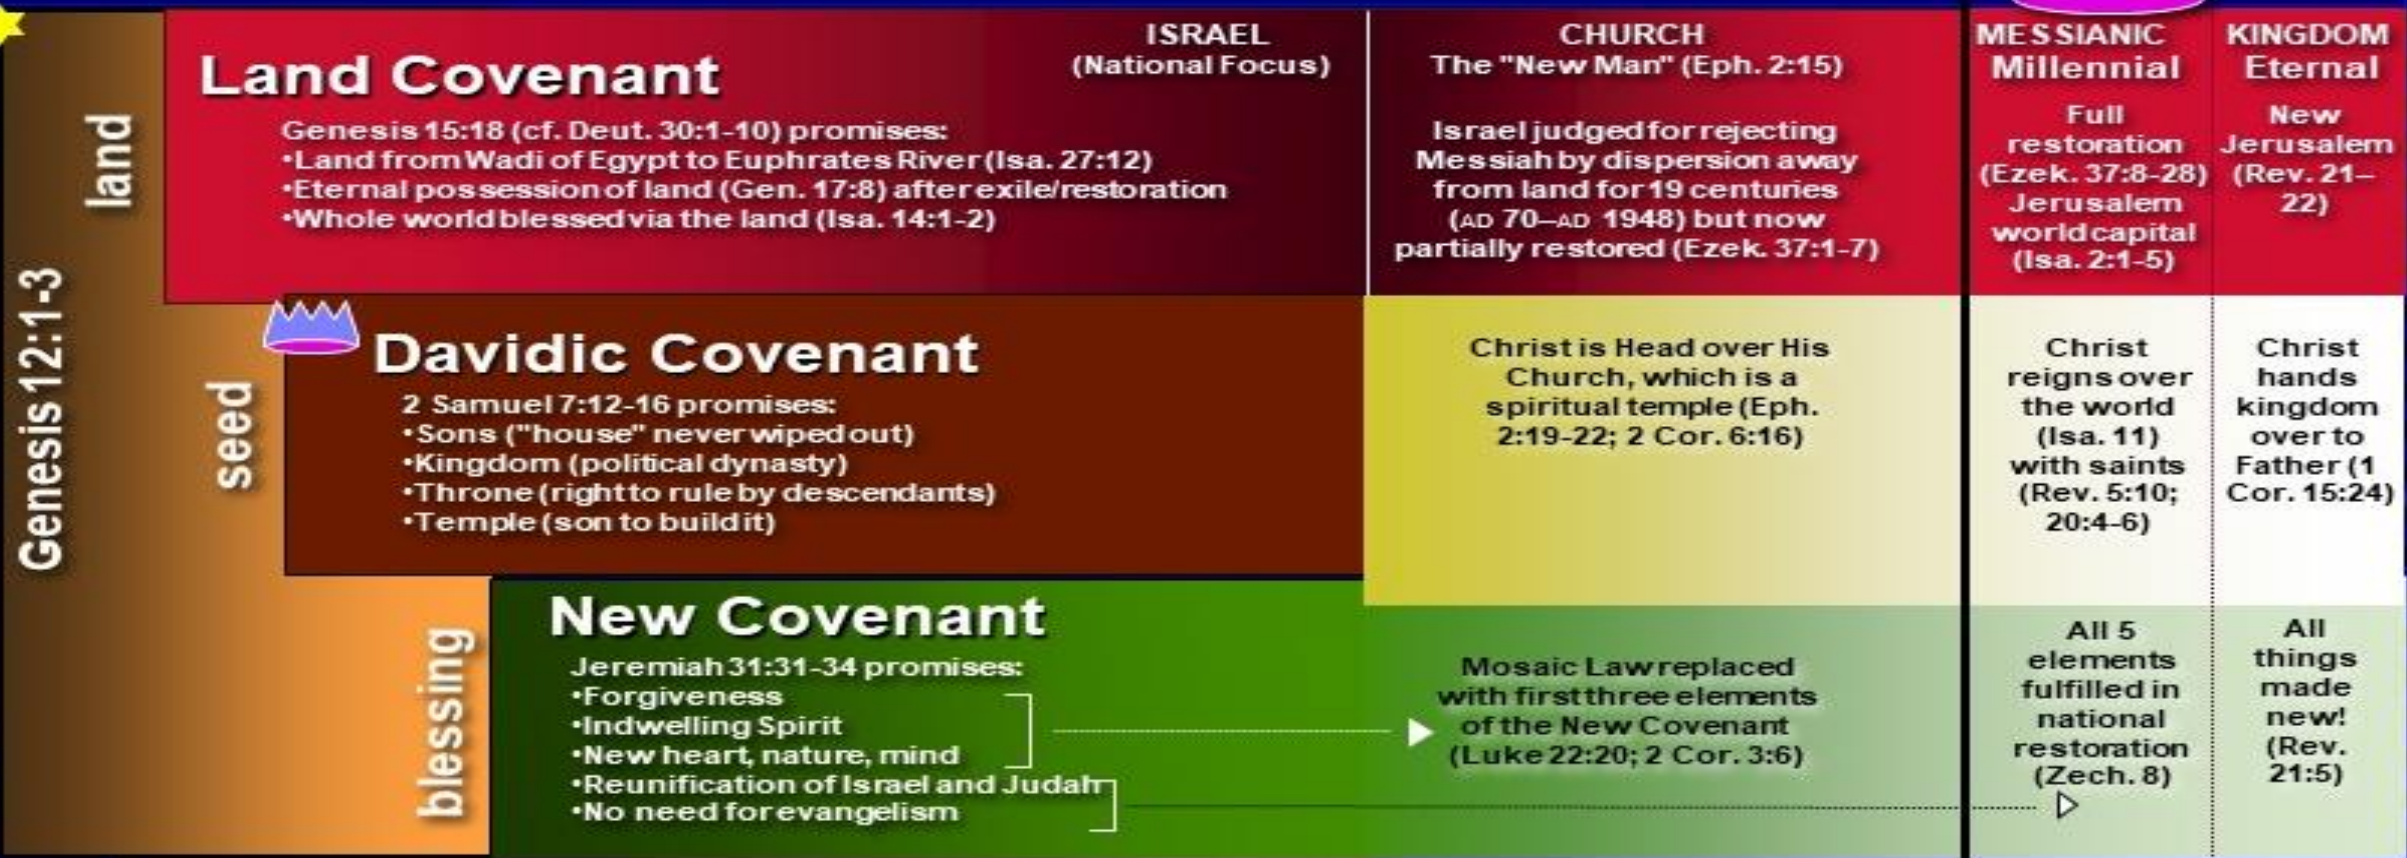 Genesis 12:1-3
land
Land Covenant
Genesis 15:18 (cf. Deut. 30:1-10) promises:
•Land from Wadi of Egypt to Euphrates River (Isa. 27:12)
•Eternal possession of land (Gen. 17:8) after exile/restoration
•Whole world blessed via the land (Isa. 14:1-2)
ISRAEL
(National Focus)
CHURCH
The "New Man" (Eph. 2:15)
Israel judged for rejecting
Messiah by dispersion away
from land for 19 centuries
(AD 70–AD 1948) but now
partially restored (Ezek. 37:1-7)
MESSIANIC
Millennial
Full
restoration
(Ezek. 37:8-28)
Jerusalem
world capital
(Isa. 2:1-5)
KINGDOM
Eternal
New
Jerusalem
(Rev. 21–
22)
seed
Davidic Covenant
2 Samuel 7:12-16 promises:
•Sons ("house" never wiped out)
•Kingdom (political dynasty)
•Throne (right to rule by descendants)
•Temple (son to build it)
Christ is Head over His
Church, which is a
spiritual temple (Eph.
2:19-22; 2 Cor. 6:16)
Christ
reigns over
the world
(Isa. 11)
with saints
(Rev. 5:10;
20:4-6)
Christ
hands
kingdom
over to
Father (1
Cor. 15:24)
blessing
New Covenant
Jeremiah 31:31-34 promises:
•Forgiveness
•Indwelling Spirit
•New heart, nature, mind
•Reunification of Israel and Judah
•No need for evangelism
Mosaic Law replaced
with first three elements
of the New Covenant
(Luke 22:20; 2 Cor. 3:6)
All 5
elements
fulfilled in
national
restoration
(Zech. 8)
All
things
made
new!
(Rev.
21:5)